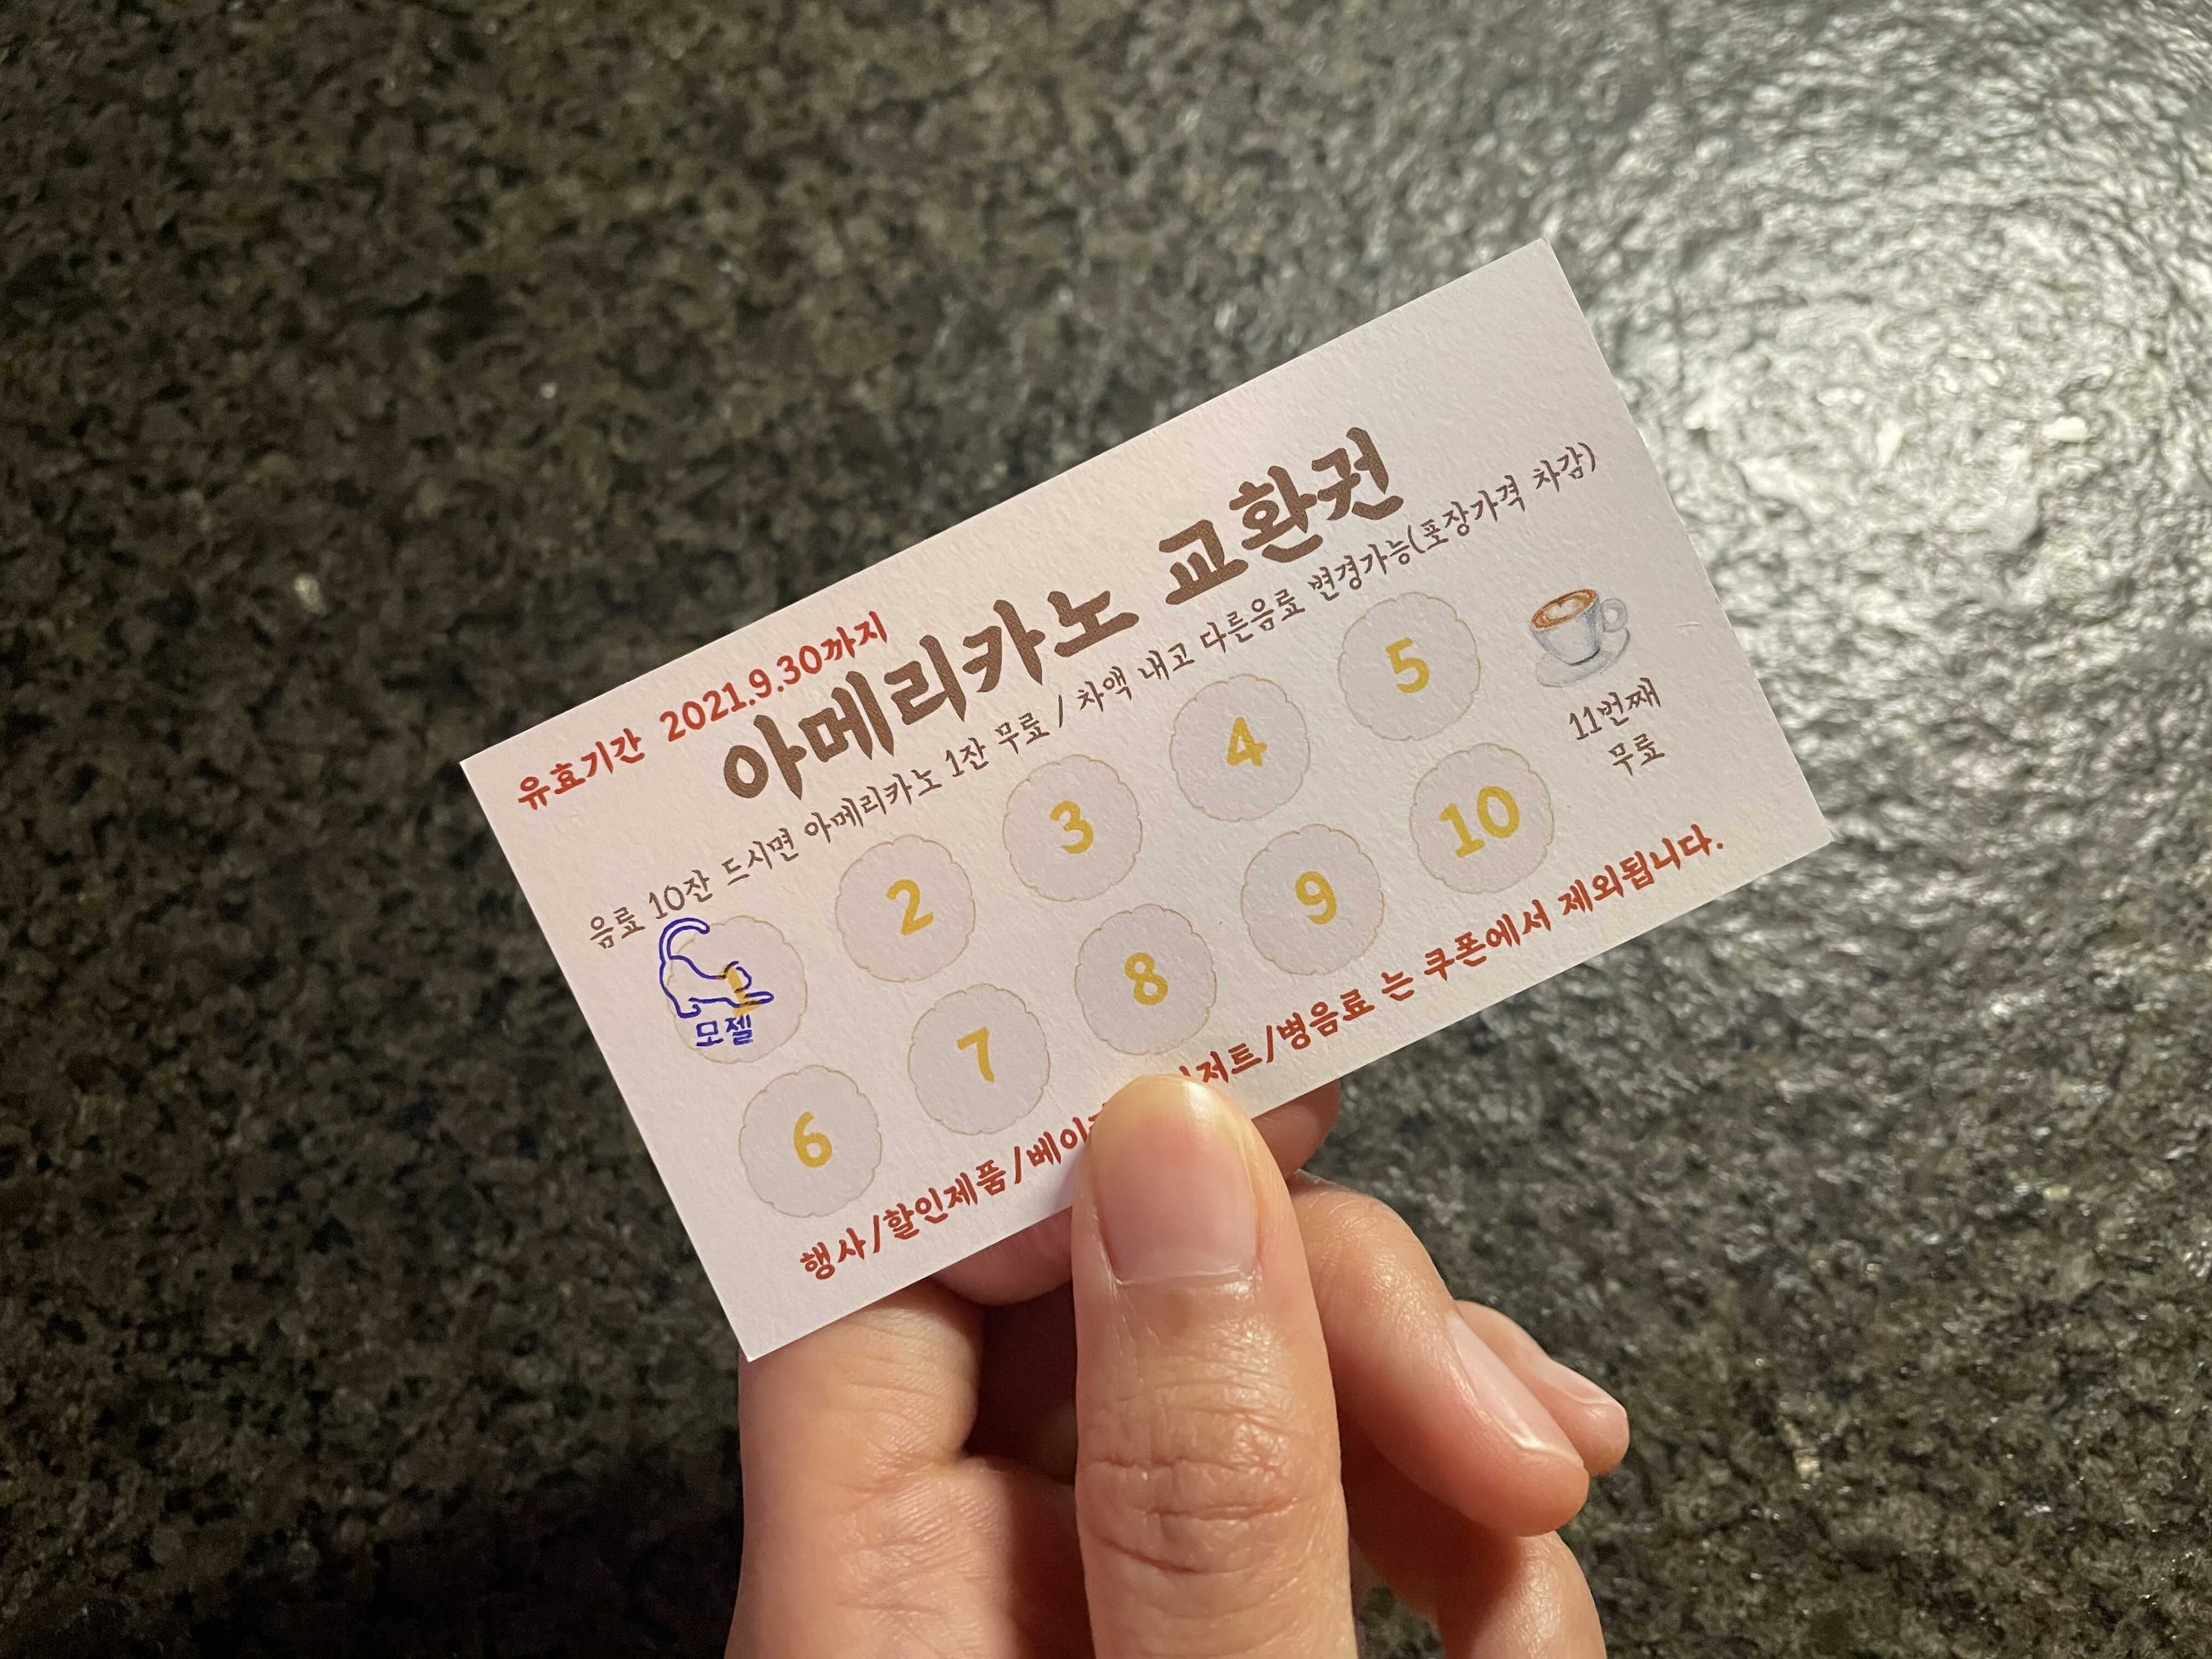 유효기간 2021.9.30까지
아메리카노 교환권
음료 10잔 드시면 아메리카노 1잔 무료 / 차액 내고 다른음료 변경가능(포장가격 차감)
1 2 3 4 5
모젤
11번째
무료
6 7 8 9 10
행사/할인제품/저트/병음료 는 쿠폰에서 제외됩니다.